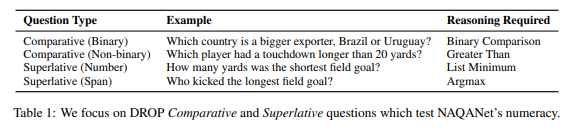 Question Type Example Reasoning Required
Comparative (Binary) Which country is a bigger exporter, Brazil or Uruguay? Binary Comparison
Comparative (Non-binary) Which player had a touchdown longer than 20 yards? Greater Than
Superlative (Number) How many yards was the shortest field goal? List Minimum
Superlative (Span) Who kicked the longest field goal? Argmax
Table 1: We focus on DROP Comparative and Superlative questions which test NAQANet's numeracy.